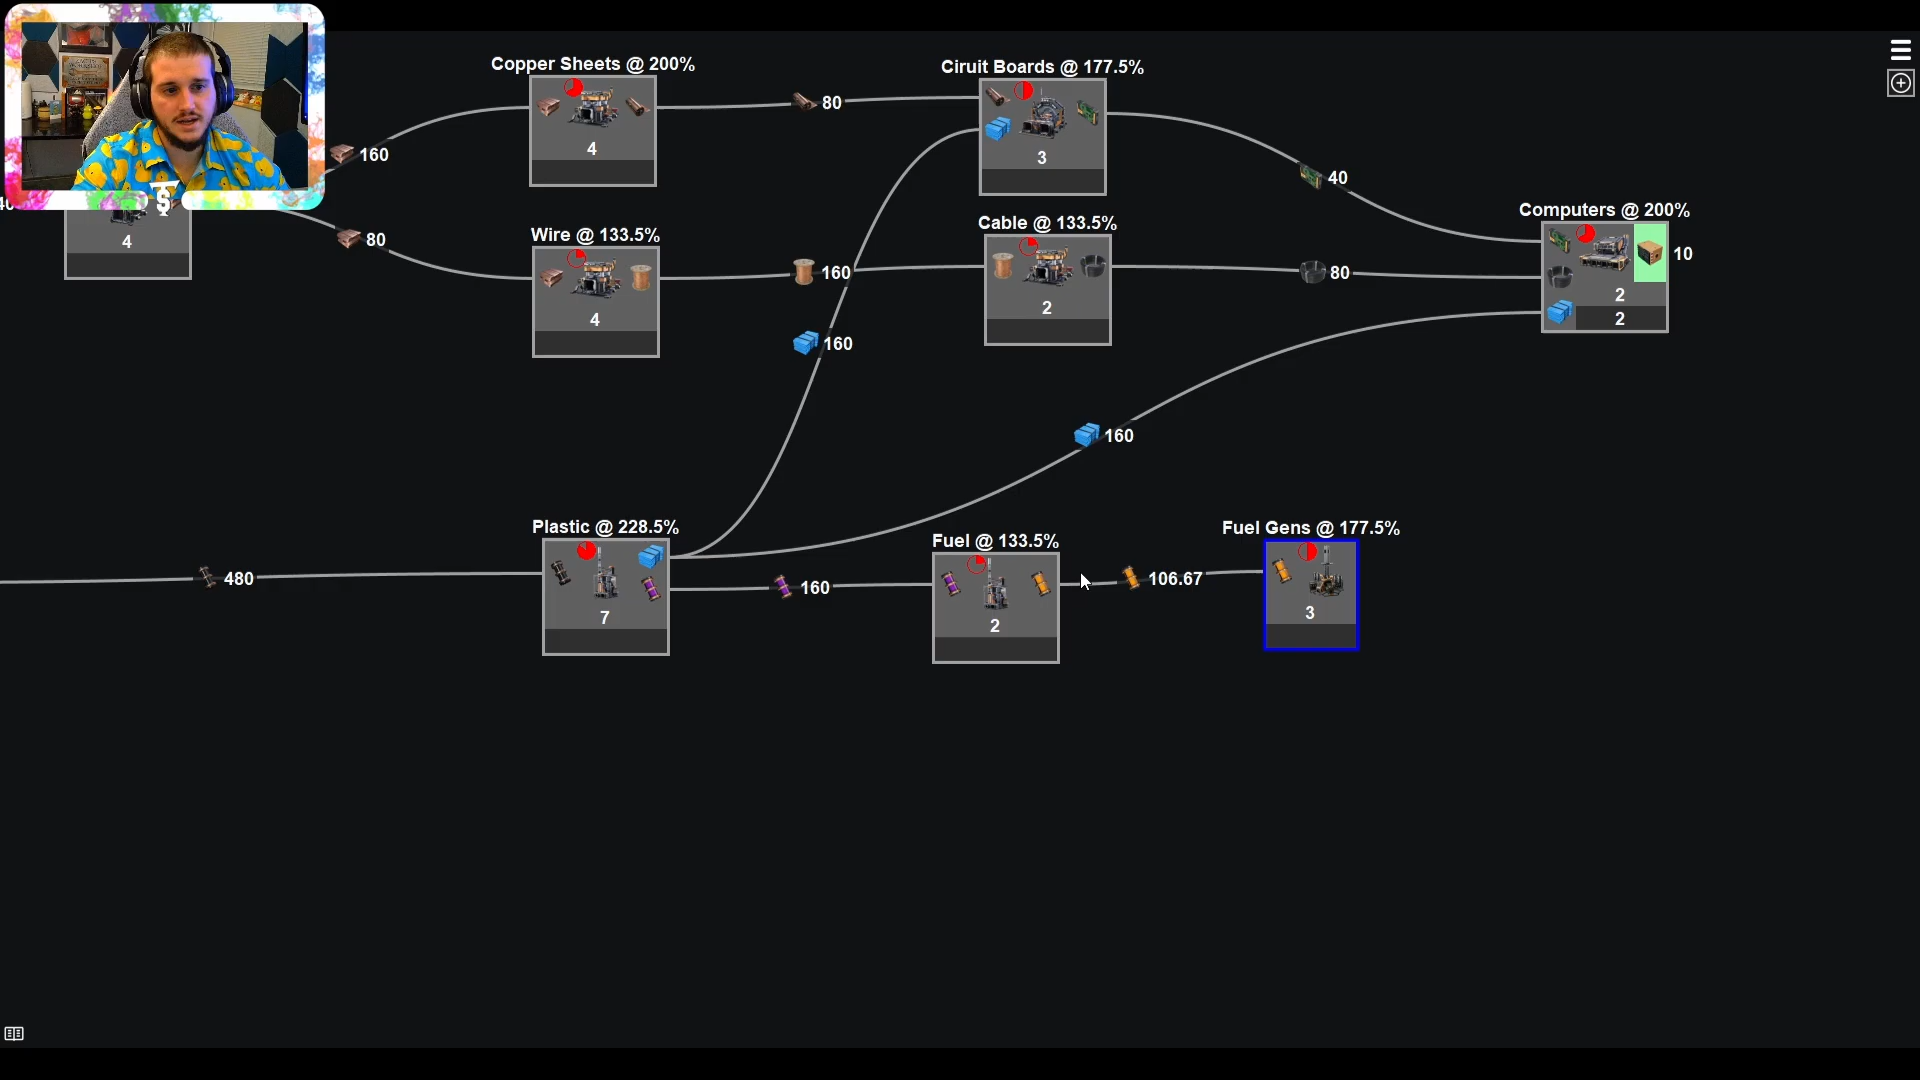 Copper Sheets @ 200%
4
160
80
Ciruit Boards @ 177.5%
3
40
Computers @ 200%
10
2
2
4
80
Wire @ 133.5%
4
160
Cable @ 133.5%
2
80
160
160
480
Plastic @ 228.5%
7
160
Fuel @ 133.5%
2
106.67
Fuel Gens @ 177.5%
3